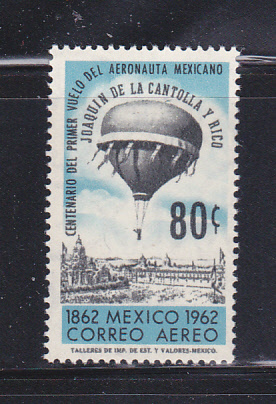 CENTENARIO DEL PRIMER VUELO DEL AERONAUTA MEXICANO
JOAQUIN DE LA CANTOLLA Y RICO
80¢
1862 MEXICO 1962
CORREO AEREO
TALLERES DE IMP. DE EST. Y VALORES-MEXICO.